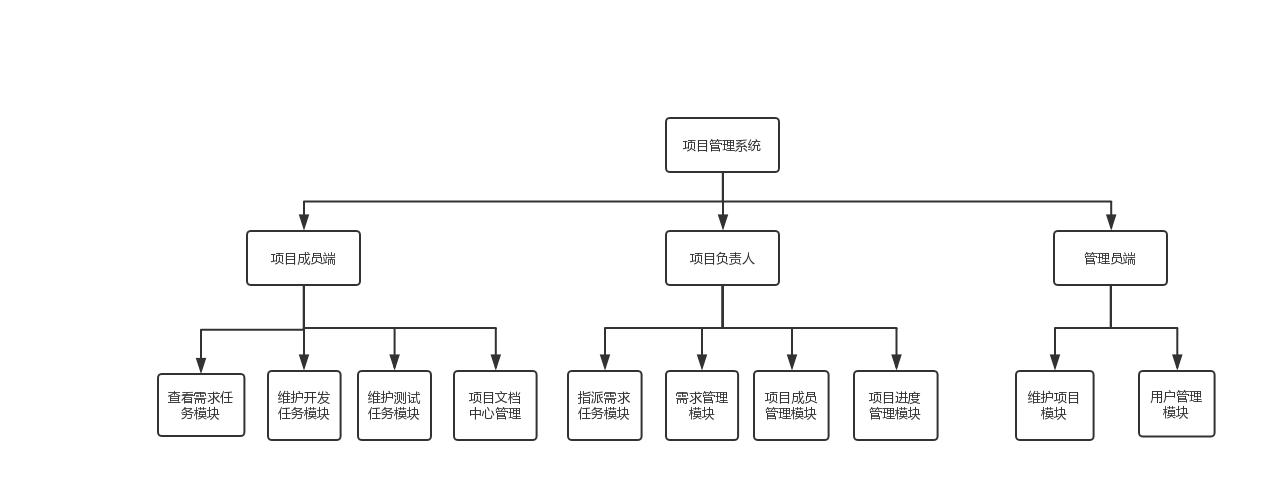 项目管理系统
项目成员端
项目负责人
管理员端
查看需求任
务模块
维护开发
任务模块
维护测试
任务模块
项目文档
中心管理
指派需求
任务模块
需求管理
模块
项目成员
管理模块
项目进度
管理模块
维护项目
模块
用户管理
模块